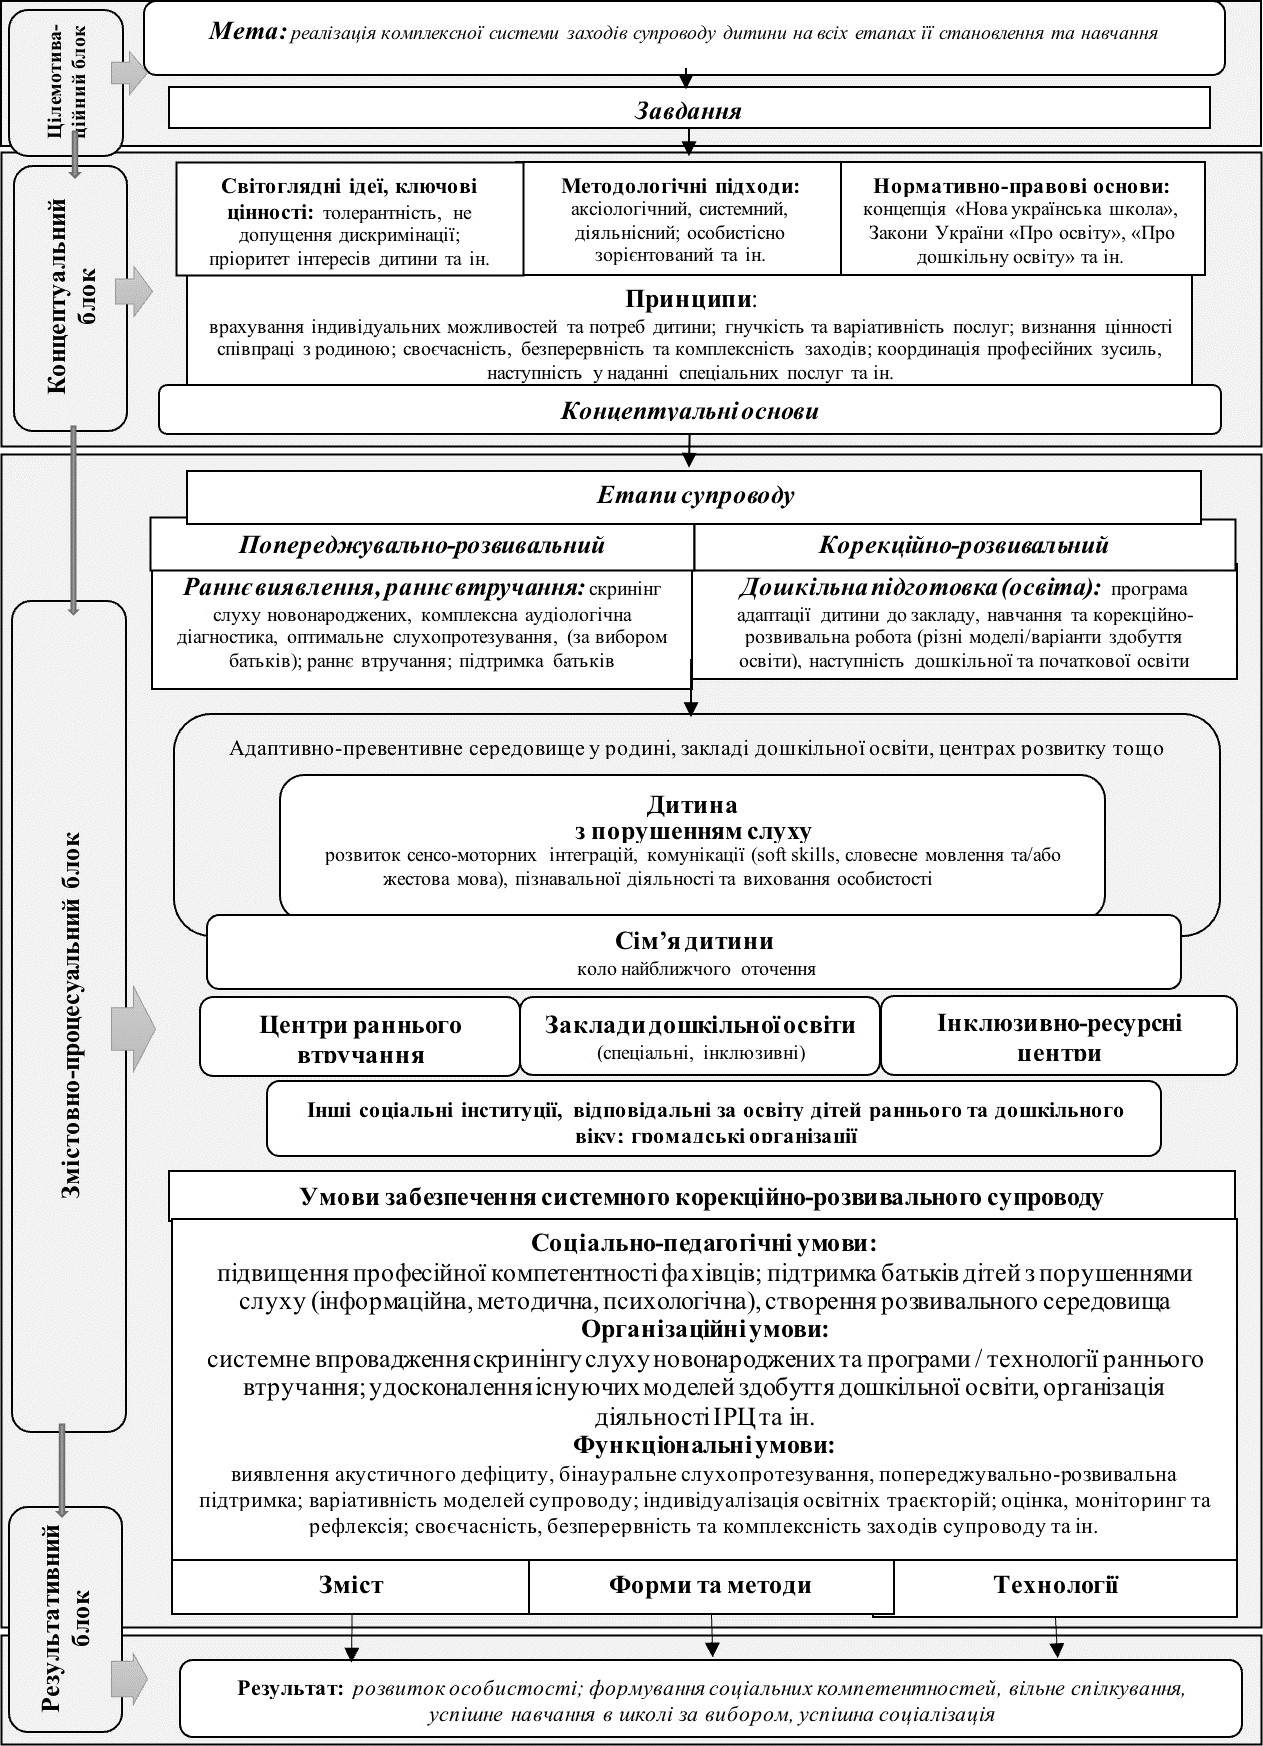 Цілемотива-
ційний блок
Мета: реалізація комплексної системи заходів супроводу дитини на всіх етапах її становлення та навчання
Завдання
Концептуальний
блок
Світоглядні ідеї, ключові
цінності: толерантність, не
допущення дискримінації;
пріоритет інтересів дитини та ін.
Методологічні підходи:
аксіологічний, системний,
діяльнісний; особистісно
зорієнтований та ін.
Нормативно-правові основи:
концепція «Нова українська школа»,
Закони України «Про освіту», «Про
дошкільну освіту» та ін.
Принципи:
врахування індивідуальних можливостей та потреб дитини; гнучкість та варіативність послуг; визнання цінності
співпраці з родиною; своєчасність, безперервність та комплексність заходів; координація професійних зусиль,
наступність у наданні спеціальних послуг та ін.
Концептуальні основи
Змістовно-процесуальний блок
Етапи супроводу
Попереджувально-розвивальний
Корекційно-розвивальний
Раннє виявлення, раннє втручання: скринінг
слуху новонароджених, комплексна аудіологічна
діагностика, оптимальне слухопротезування, (за вибором
батьків); раннє втручання; підтримка батьків
Дошкільна підготовка (освіта): програма
адаптації дитини до закладу, навчання та корекційно-
розвивальна робота (різні моделі/варіанти здобуття
освіти), наступність дошкільної та початкової освіти
Адаптивно-превентивне середовище у родині, закладі дошкільної освіти, центрах розвитку тощо
Дитина
з порушенням слуху
розвиток сенсо-моторних інтеграцій, комунікації (soft skills, словесне мовлення та/або
жестова мова), пізнавальної діяльності та виховання особистості
Сім’я дитини
коло найближчого оточення
Центри раннього
втручання
Заклади дошкільної освіти
(спеціальні, інклюзивні)
Інклюзивно-ресурсні
центри
Інші соціальні інституції, відповідальні за освіту дітей раннього та дошкільного
віку: громадські організації
Умови забезпечення системного корекційно-розвивального супроводу
Соціально-педагогічні умови:
підвищення професійної компетентності фахівців; підтримка батьків дітей з порушеннями
слуху (інформаційна, методична, психологічна), створення розвивального середовища
Організаційні умови:
системне впровадження скринінгу слуху новонароджених та програми / технології раннього
втручання; удосконалення існуючих моделей здобуття дошкільної освіти, організація
діяльності ІРЦ та ін.
Функціональні умови:
виявлення акустичного дефіциту, бінауральне слухопротезування, попереджувально-розвивальна
підтримка; варіативність моделей супроводу; індивідуалізація освітніх траєкторій; оцінка, моніторинг та
рефлексія; своєчасність, безперервність та комплексність заходів супроводу та ін.
Зміст
Форми та методи
Технології
Результативний
блок
Результат: розвиток особистості; формування соціальних компетентностей, вільне спілкування,
успішне навчання в школі за вибором, успішна соціалізація